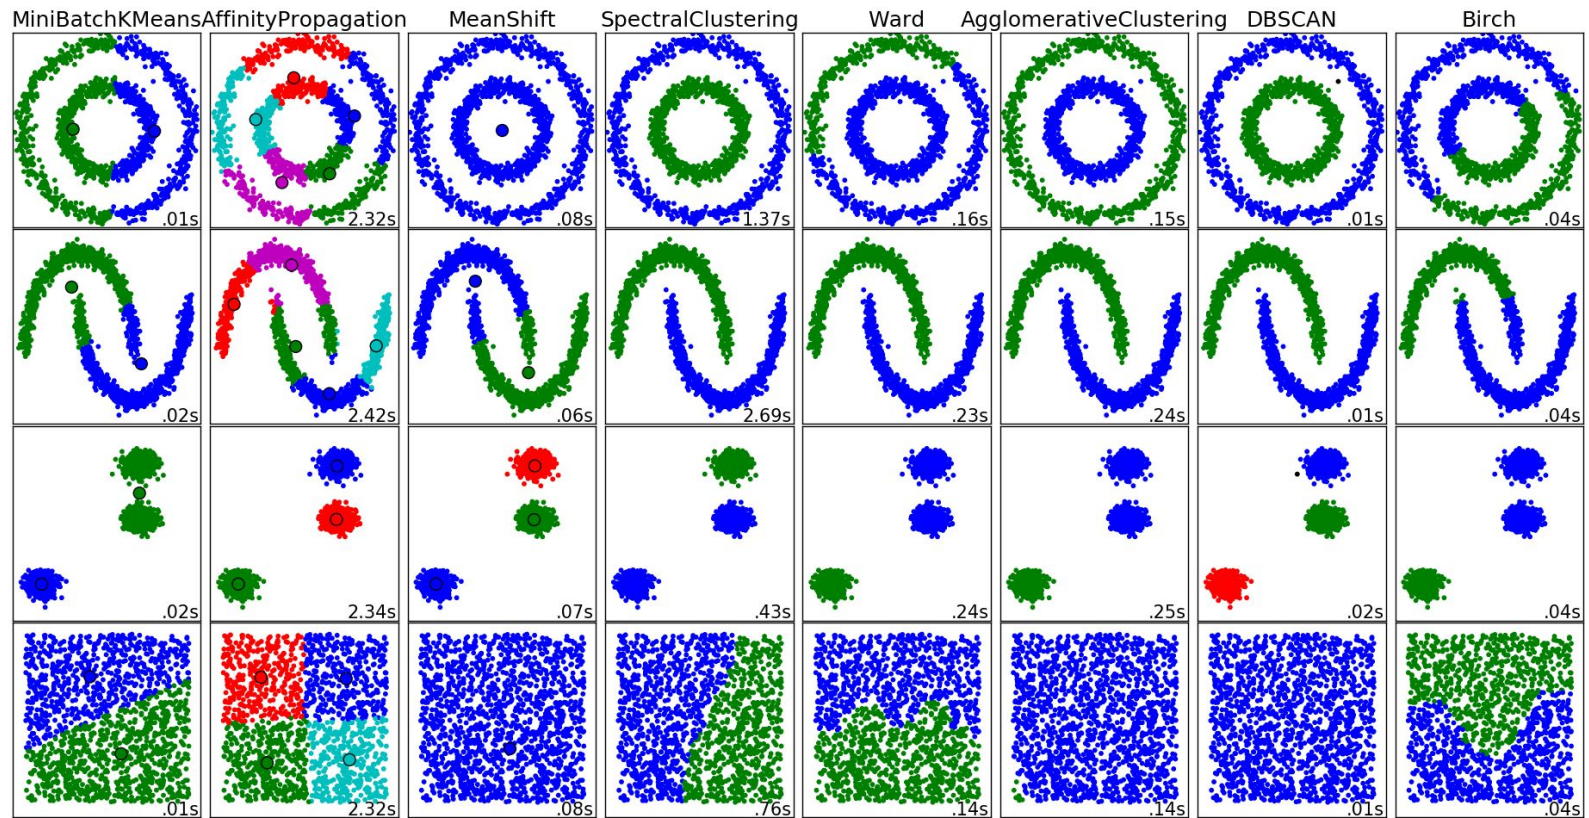 MiniBatchKMeans AffinityPropagation MeanShift SpectralClustering Ward AgglomerativeClustering DBSCAN Birch
.01s 2.32s .08s 1.37s .16s .15s .01s .04s
.02s 2.42s .06s 2.69s .23s .24s .01s .04s
.02s 2.34s .07s .43s .24s .25s .02s .04s
.01s 2.32s .08s .76s .14s .14s .01s .04s